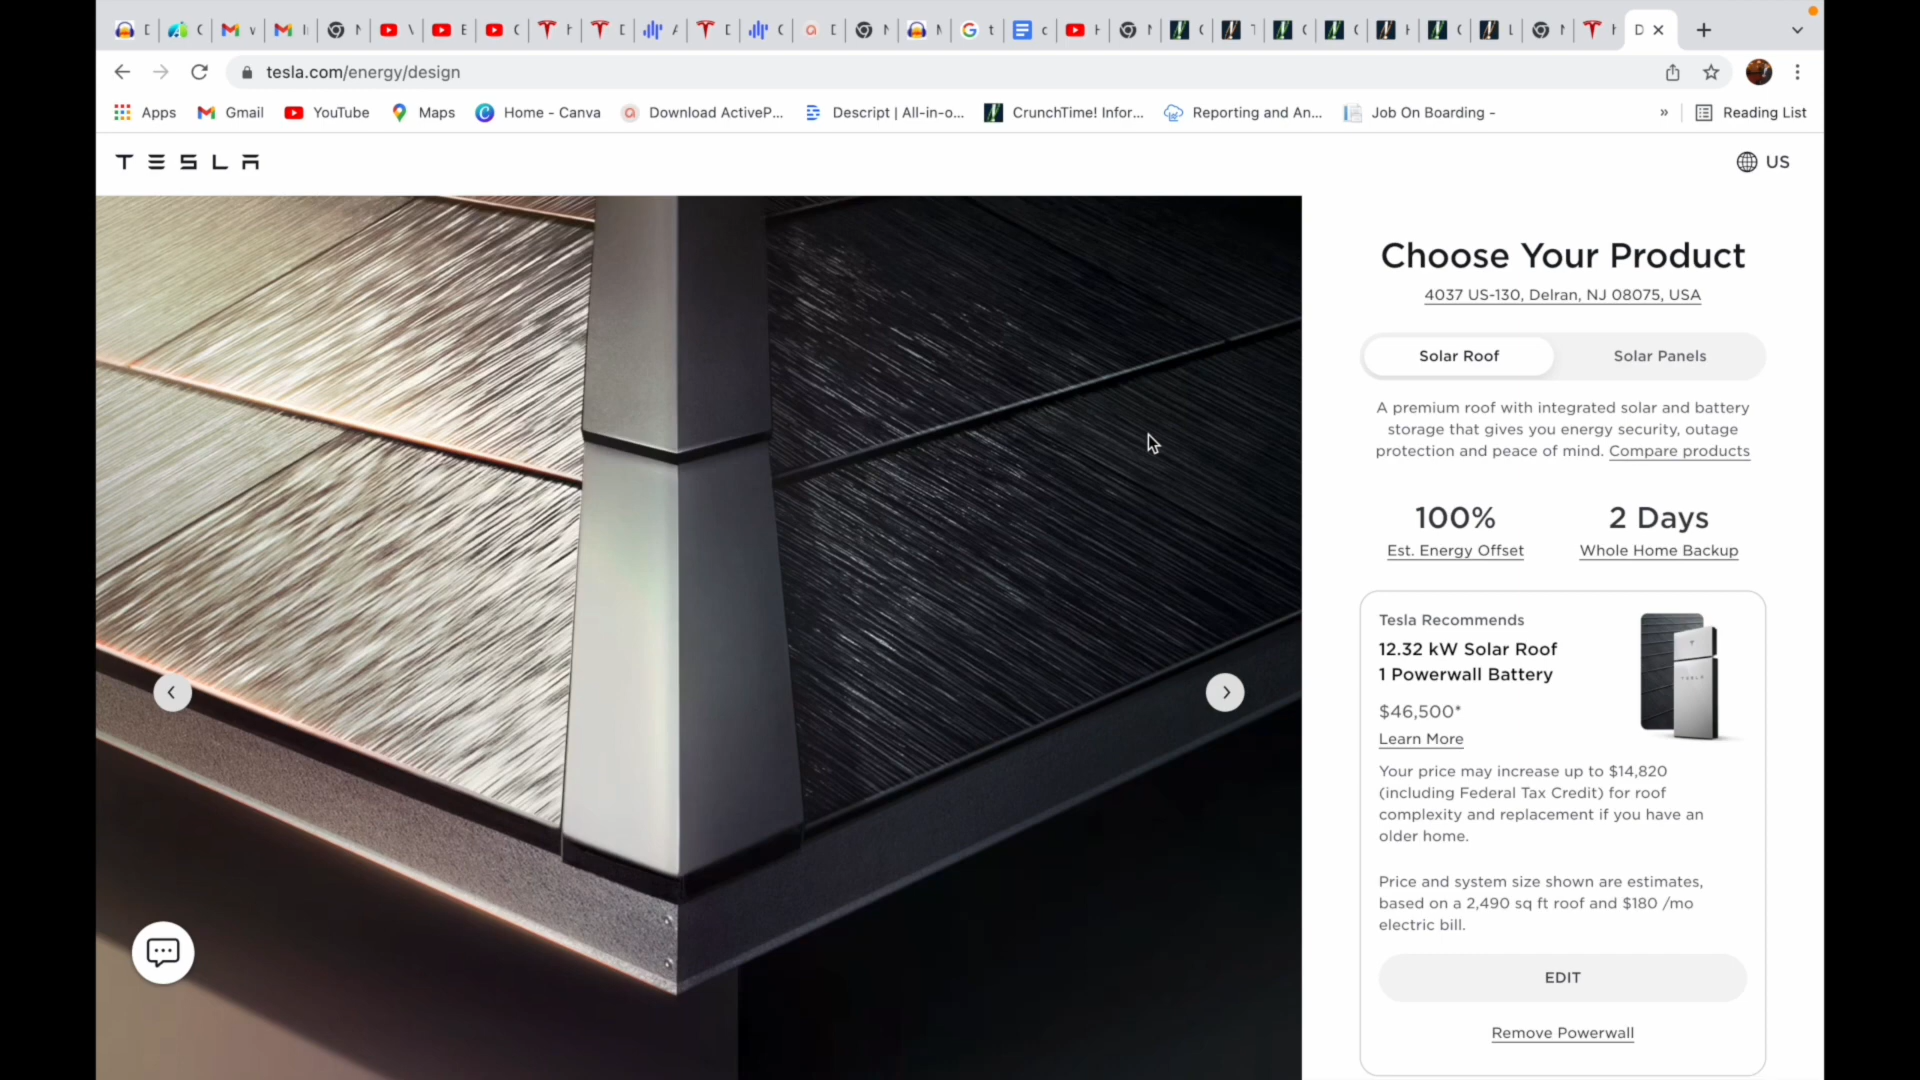 tesla.com/energy/design
Apps
Gmail
YouTube
Maps
Home - Canva
Download ActiveP...
Descript | All-in-o...
CrunchTime! Infor...
Reporting and An...
Job On Boarding -
»
Reading List
TESLA
US
Choose Your Product
4037 US-130, Delran, NJ 08075, USA
Solar Roof
Solar Panels
A premium roof with integrated solar and battery
storage that gives you energy security, outage
protection and peace of mind. Compare products
100%
Est. Energy Offset
2 Days
Whole Home Backup
Tesla Recommends
12.32 kW Solar Roof
1 Powerwall Battery
$46,500*
Learn More
Your price may increase up to $14,820
(including Federal Tax Credit) for roof
complexity and replacement if you have an
older home.
Price and system size shown are estimates,
based on a 2,490 sq ft roof and $180 /mo
electric bill.
EDIT
Remove Powerwall